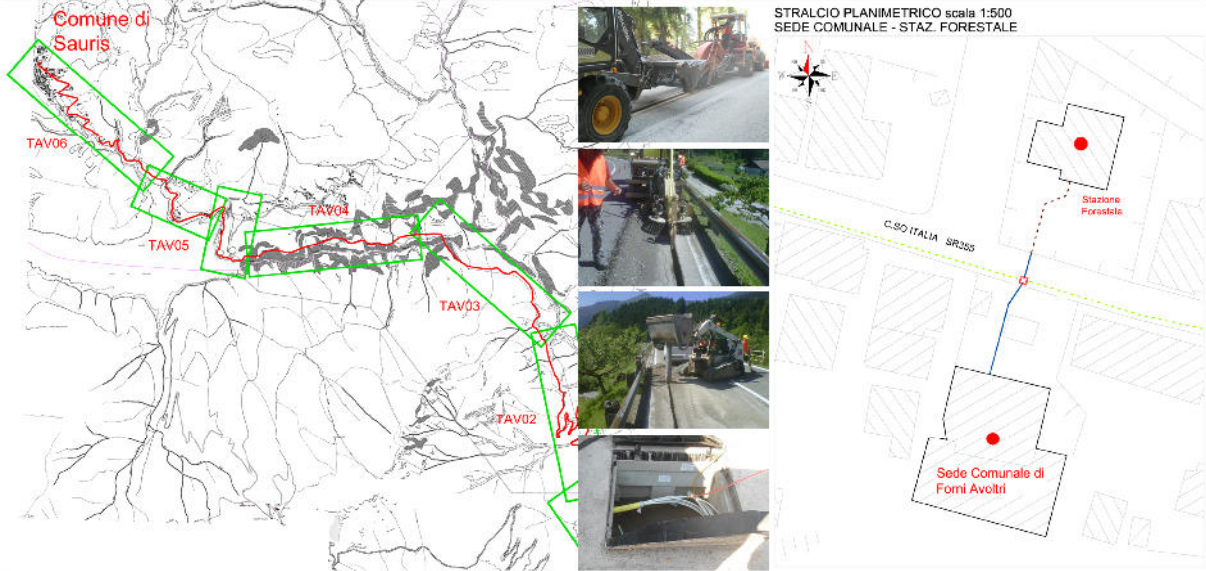 Comune di
Sauris
TAV06
TAV05
TAV04
TAV03
TAV02
STRALCIO PLANIMETRICO scala 1:500
SEDE COMUNALE - STAZ. FORESTALE
N
E
Stazione
Forestale
C.SO ITALIA SR355
Sede Comunale di
Forni Avoltri